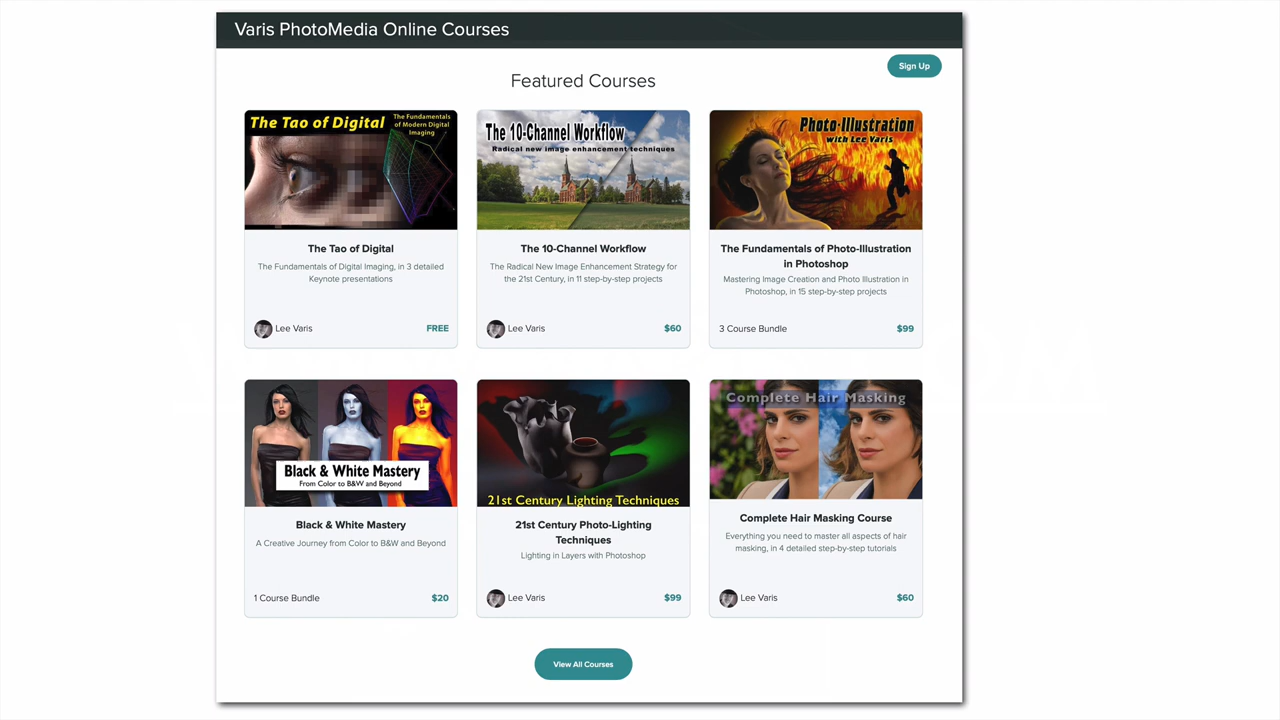 Varis PhotoMedia Online Courses
Sign Up
Featured Courses
The Tao of Digital
The Fundamentals
of Modern Digital
Imaging
The Tao of Digital
The Fundamentals of Digital Imaging, in 3 detailed
Keynote presentations
Lee Varis
FREE
The 10-Channel Workflow
Radical new image enhancement techniques
The 10-Channel Workflow
The Radical New Image Enhancement Strategy for
the 21st Century, in 11 step-by-step projects
Lee Varis
$60
Photo-Illustration
with Lee Varis
The Fundamentals of Photo-Illustration
in Photoshop
Mastering Image Creation and Photo Illustration in
Photoshop, in 15 step-by-step projects
3 Course Bundle
$99
Black & White Mastery
From Color to B&W and Beyond
Black & White Mastery
A Creative Journey from Color to B&W and Beyond
1 Course Bundle
$20
21st Century Lighting Techniques
21st Century Photo-Lighting
Techniques
Lighting in Layers with Photoshop
Lee Varis
$99
Complete Hair Masking
Complete Hair Masking Course
Everything you need to master all aspects of hair
masking, in 4 detailed step-by-step tutorials
Lee Varis
$60
View All Courses